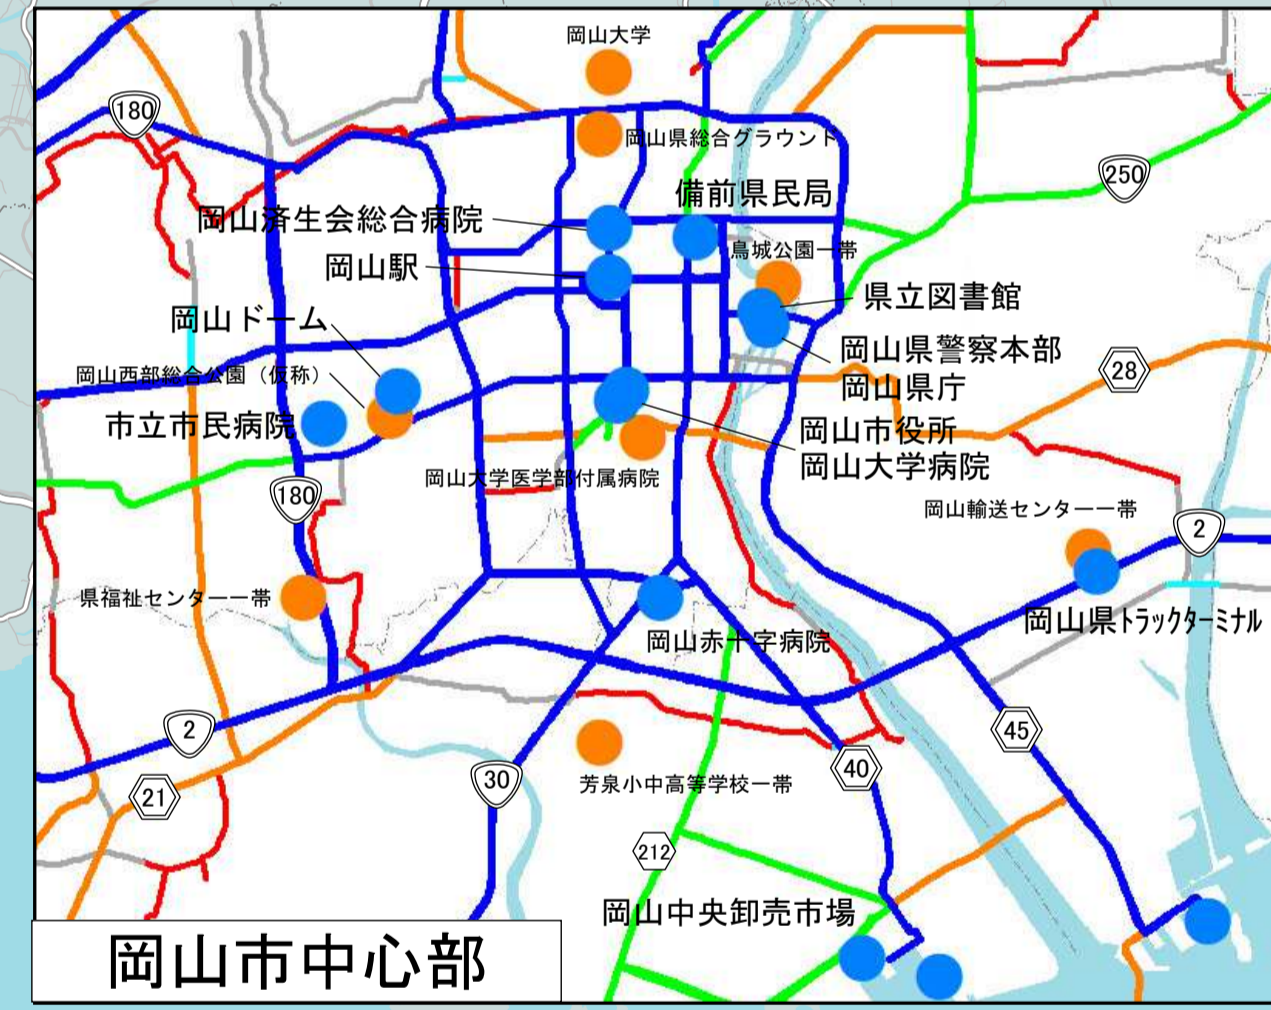 岡山大学
180
岡山県総合グラウンド
250
備前県民局
岡山済生会総合病院
烏城公園一帯
岡山駅
県立図書館
岡山ドーム
岡山県警察本部
28
岡山西部総合公園（仮称）
岡山県庁
市立市民病院
岡山市役所
岡山大学病院
岡山大学医学部付属病院
180
岡山輸送センター一帯
2
県福祉センター一帯
岡山県トラックターミナル
岡山赤十字病院
2
45
30
40
芳泉小中高等学校一帯
21
212
岡山中央卸売市場
岡山市中心部